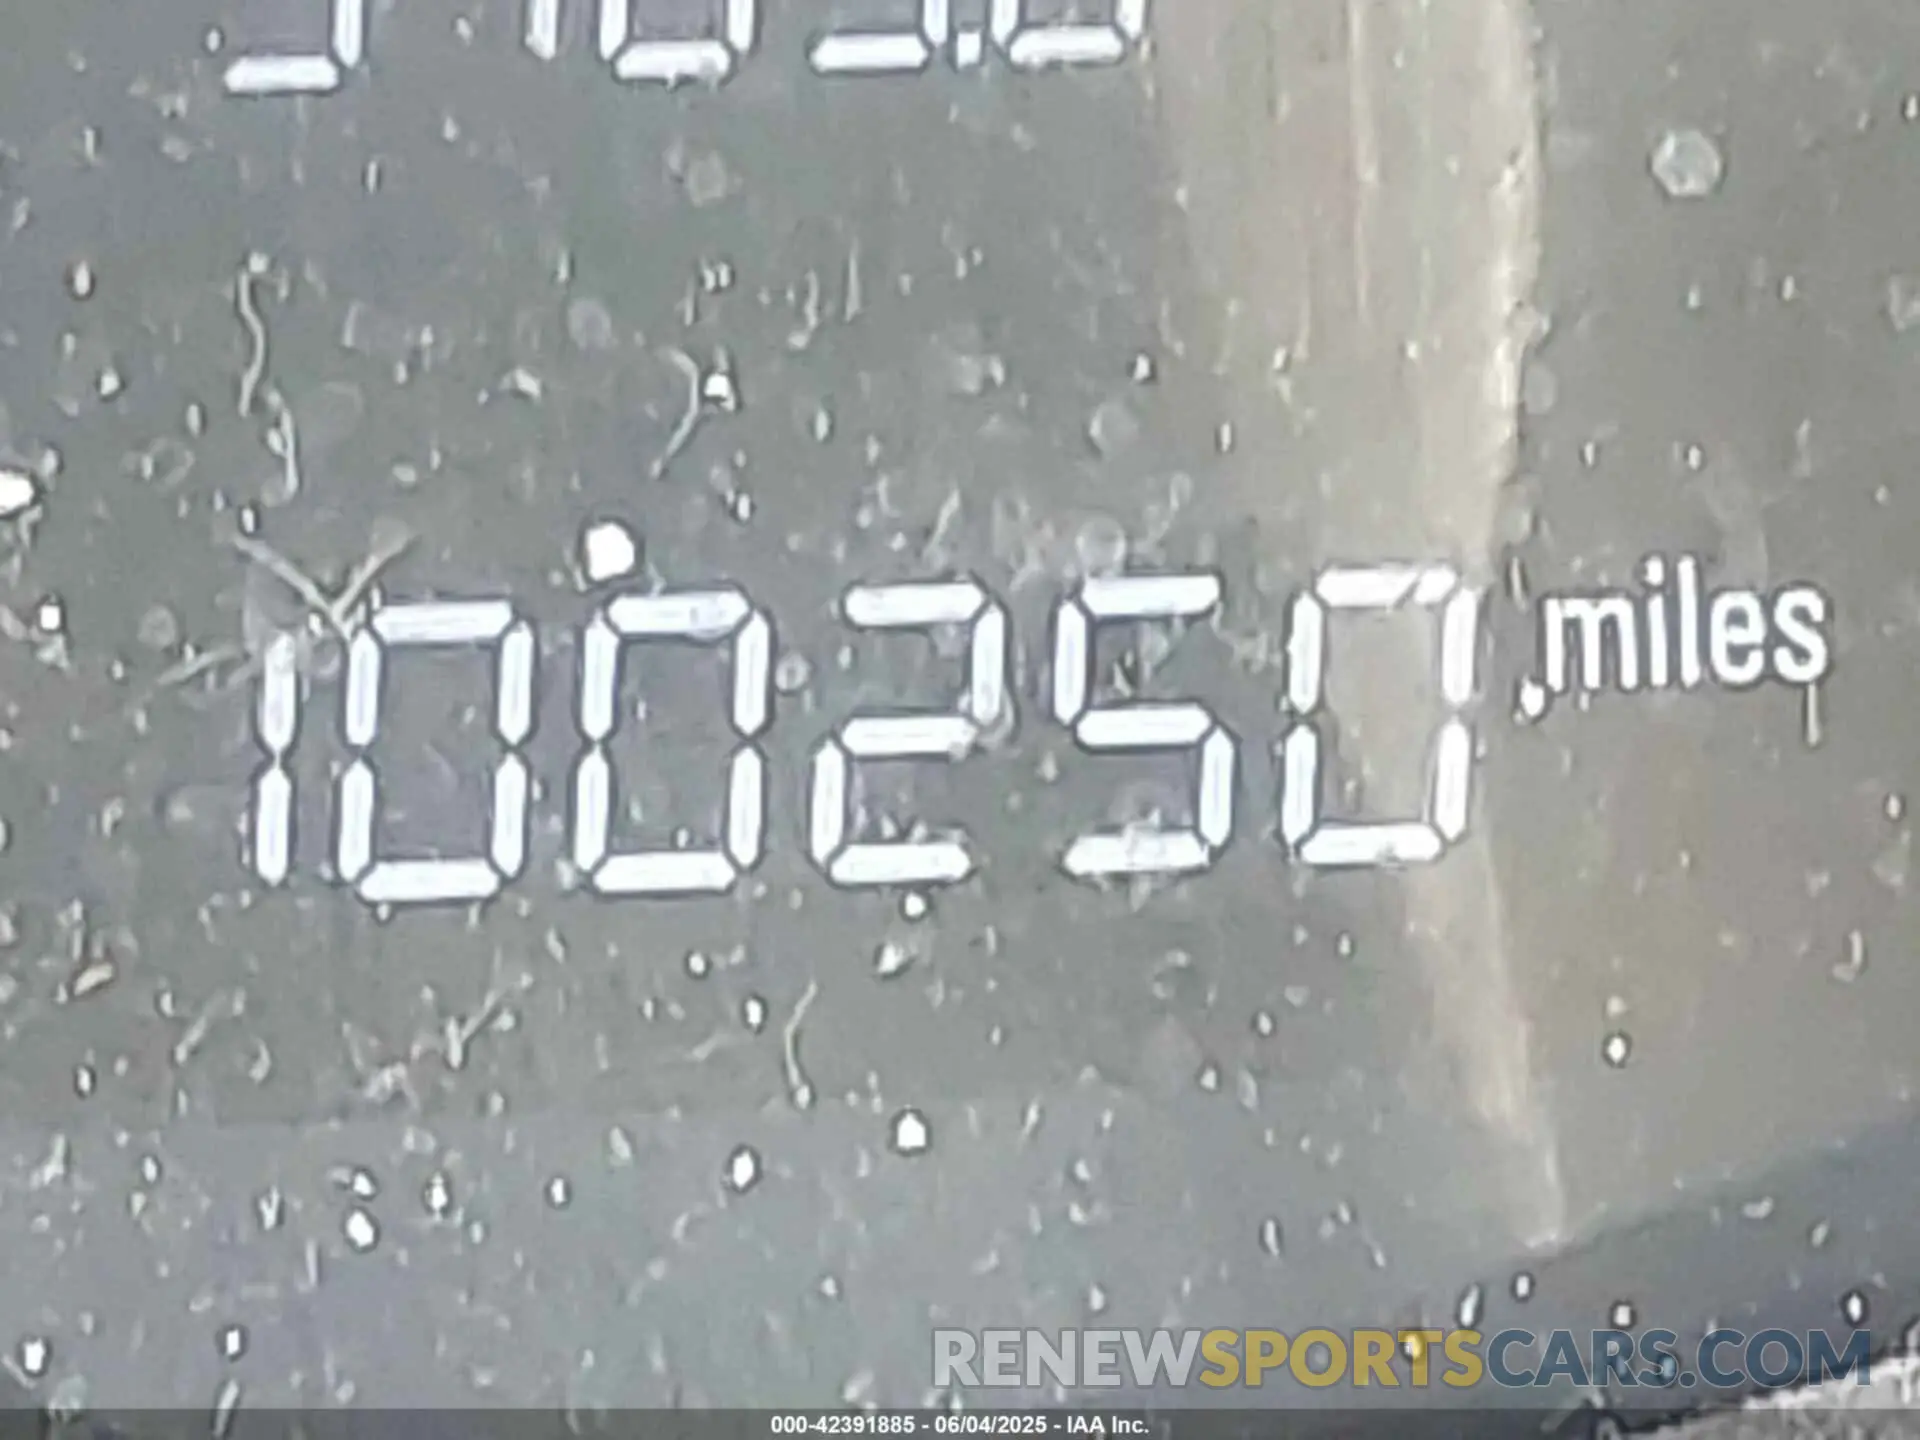 100250 miles
RENEWSPORTSCARS.COM
000-42391885 - 06/04/2025 - IAA Inc.